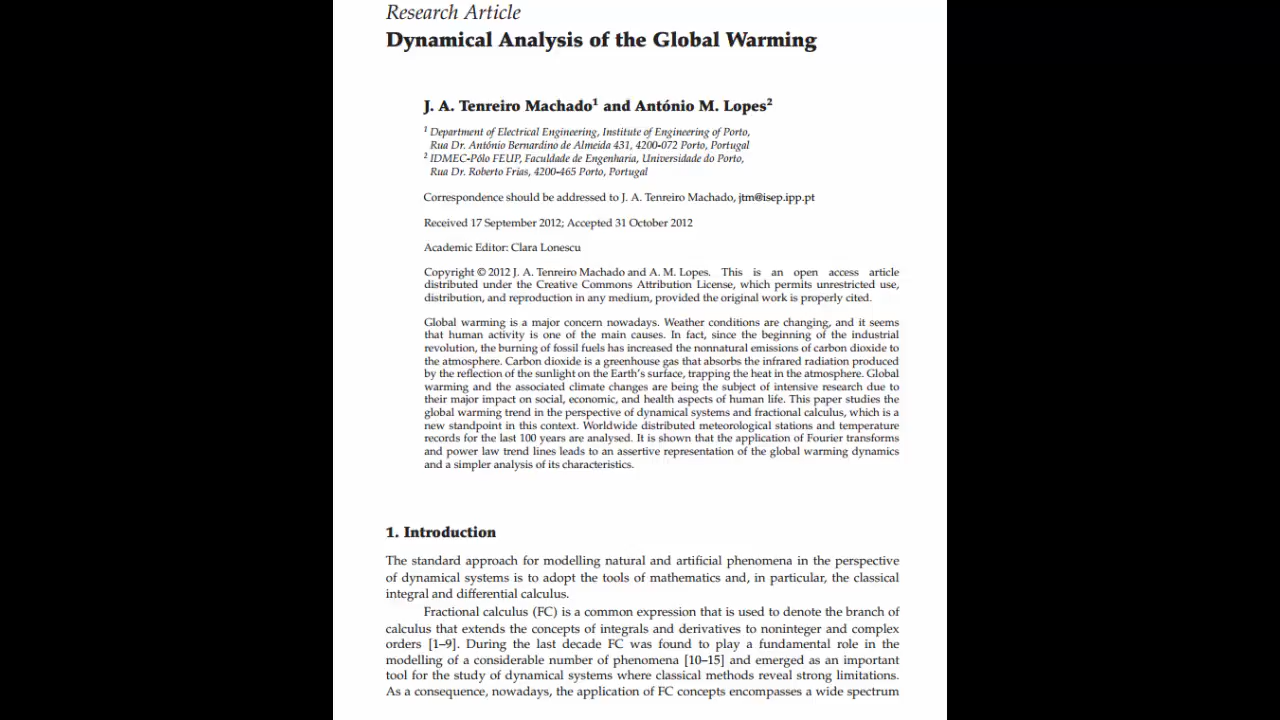 Research Article
Dynamical Analysis of the Global Warming
J. A. Tenreiro Machado¹ and António M. Lopes²
¹ Department of Electrical Engineering, Institute of Engineering of Porto,
Rua Dr. António Bernardino de Almeida 431, 4200-072 Porto, Portugal
² IDMEC-Pólo FEUP, Faculdade de Engenharia, Universidade do Porto,
Rua Dr. Roberto Frias, 4200-465 Porto, Portugal
Correspondence should be addressed to J. A. Tenreiro Machado, jtm@isep.ipp.pt
Received 17 September 2012; Accepted 31 October 2012
Academic Editor: Clara Lonescu
Copyright © 2012 J. A. Tenreiro Machado and A. M. Lopes. This is an open access article
distributed under the Creative Commons Attribution License, which permits unrestricted use,
distribution, and reproduction in any medium, provided the original work is properly cited.
Global warming is a major concern nowadays. Weather conditions are changing, and it seems
that human activity is one of the main causes. In fact, since the beginning of the industrial
revolution, the burning of fossil fuels has increased the nonnatural emissions of carbon dioxide to
the atmosphere. Carbon dioxide is a greenhouse gas that absorbs the infrared radiation produced
by the reflection of the sunlight on the Earth's surface, trapping the heat in the atmosphere. Global
warming and the associated climate changes are being the subject of intensive research due to
their major impact on social, economic, and health aspects of human life. This paper studies the
global warming trend in the perspective of dynamical systems and fractional calculus, which is a
new standpoint in this context. Worldwide distributed meteorological stations and temperature
records for the last 100 years are analysed. It is shown that the application of Fourier transforms
and power law trend lines leads to an assertive representation of the global warming dynamics
and a simpler analysis of its characteristics.
1. Introduction
The standard approach for modelling natural and artificial phenomena in the perspective
of dynamical systems is to adopt the tools of mathematics and, in particular, the classical
integral and differential calculus.
Fractional calculus (FC) is a common expression that is used to denote the branch of
calculus that extends the concepts of integrals and derivatives to noninteger and complex
orders [1–9]. During the last decade FC was found to play a fundamental role in the
modelling of a considerable number of phenomena [10–15] and emerged as an important
tool for the study of dynamical systems where classical methods reveal strong limitations.
As a consequence, nowadays, the application of FC concepts encompasses a wide spectrum